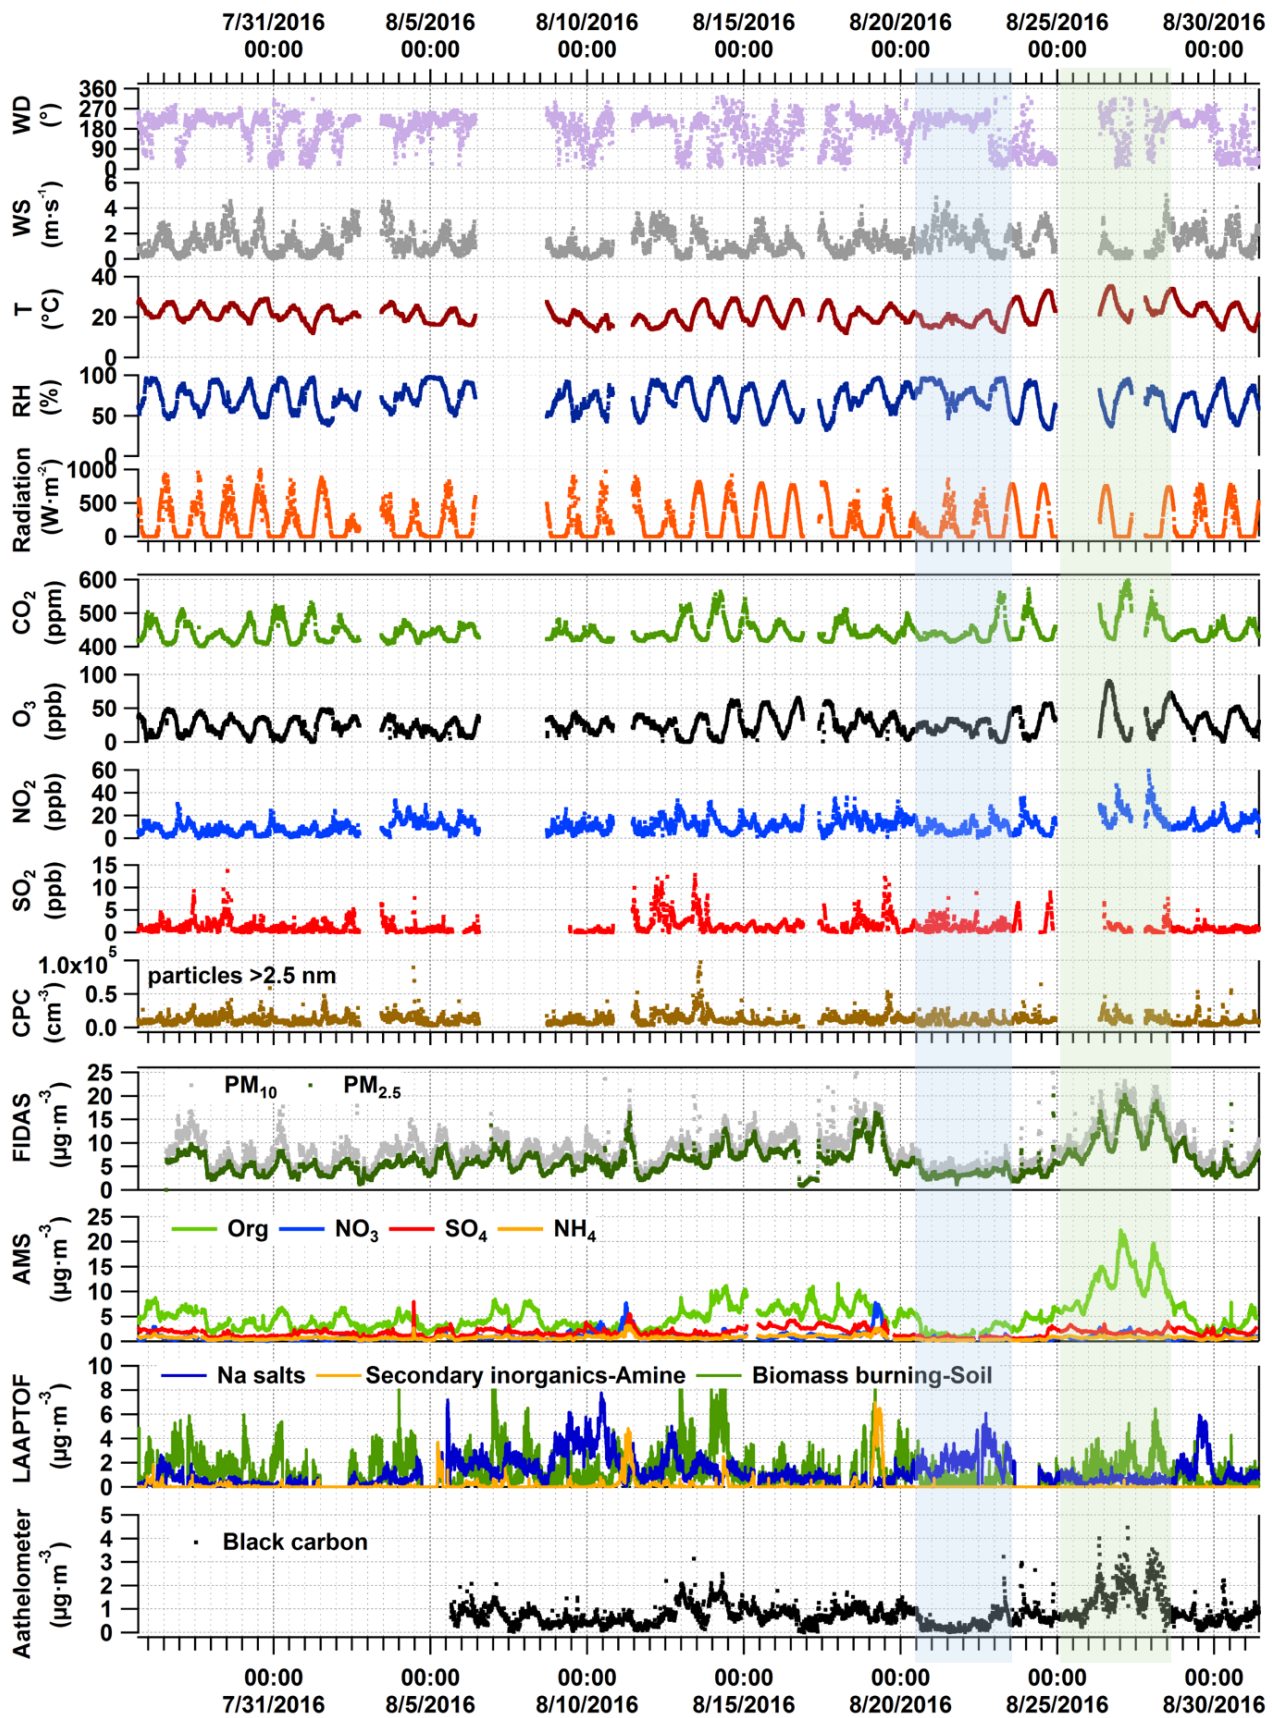 7/31/2016 8/5/2016 8/10/2016 8/15/2016 8/20/2016 8/25/2016 8/30/2016
00:00 00:00 00:00 00:00 00:00 00:00 00:00
WD
(°)
360
270
180
90
0
WS
(m·s⁻¹)
6
4
2
0
T
(°C)
40
20
0
RH
(%)
100
50
0
Radiation
(W·m⁻²)
1000
500
0
CO₂
(ppm)
600
500
400
O₃
(ppb)
100
50
0
NO₂
(ppb)
60
40
20
0
SO₂
(ppb)
15
10
5
0
CPC
(cm⁻³)
1.0x10⁵
0.5
0.0
particles >2.5 nm
FIDAS
(µg·m⁻³)
25
20
15
10
5
0
PM₁₀ PM₂.₅
AMS
(µg·m⁻³)
25
20
15
10
5
0
Org NO₃ SO₄ NH₄
LAAPTOF
(µg·m⁻³)
10
8
6
4
2
0
Na salts Secondary inorganics-Amine Biomass burning-Soil
Aathelometer
(µg·m⁻³)
5
4
3
2
1
0
Black carbon
00:00 00:00 00:00 00:00 00:00 00:00 00:00
7/31/2016 8/5/2016 8/10/2016 8/15/2016 8/20/2016 8/25/2016 8/30/2016